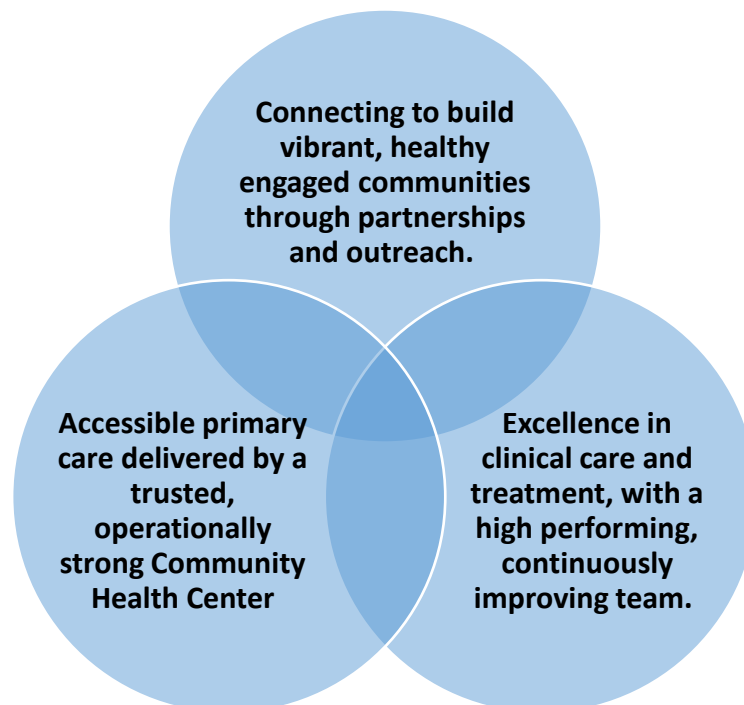 Connecting to build
vibrant, healthy
engaged communities
through partnerships
and outreach.
Accessible primary
care delivered by a
trusted,
operationally
strong Community
Health Center
Excellence in
clinical care and
treatment, with a
high performing,
continuously
improving team.